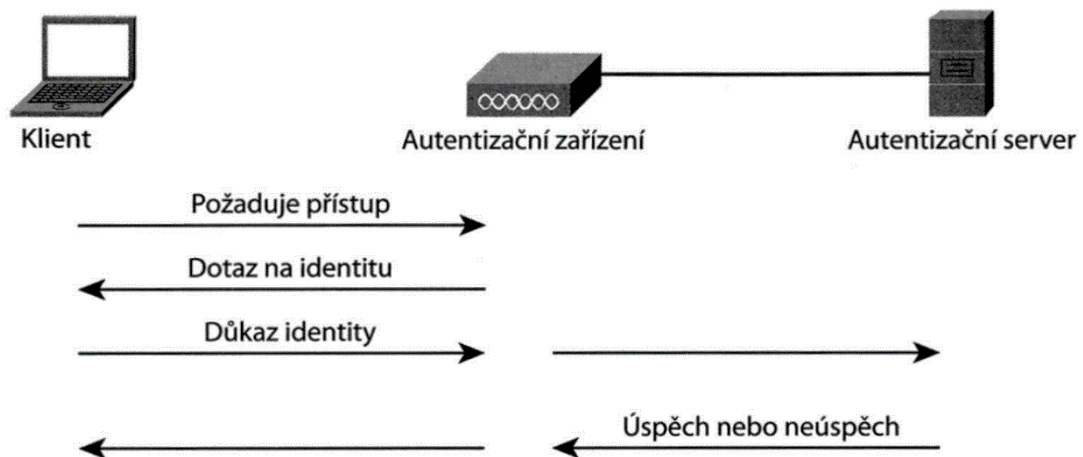 Klient
Autentizační zařízení
Autentizační server
Požaduje přístup
Dotaz na identitu
Důkaz identity
Úspěch nebo neúspěch